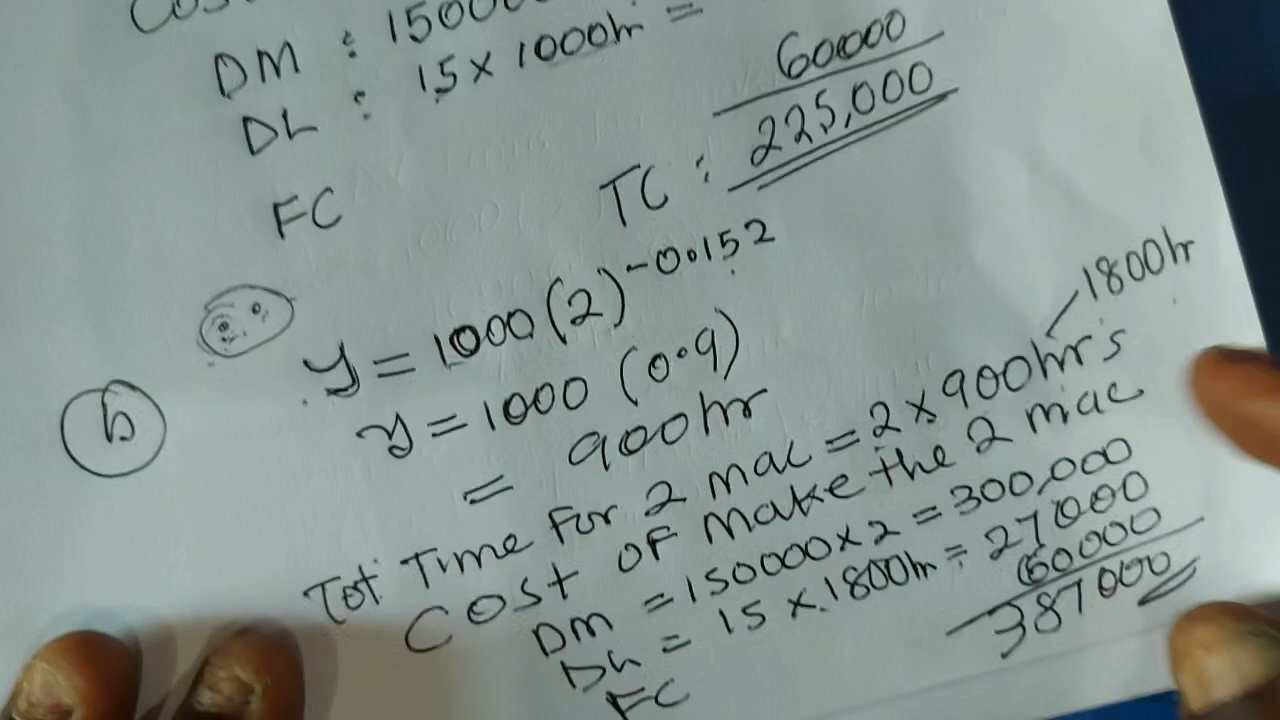 DM : 1500
DL : 15 x 1000hr =
FC 60000
TC : 225,000
y = 1000(2)^-0.152
(b) y = 1000 (0.9)
= 900hr
Tot Time For 2 mac = 2 x 900hr's 1800hr
Cost of make the 2 mac
DM = 150000 x 2 = 300,000
DL = 15 x 1800hr = 27000
FC 60000
387000